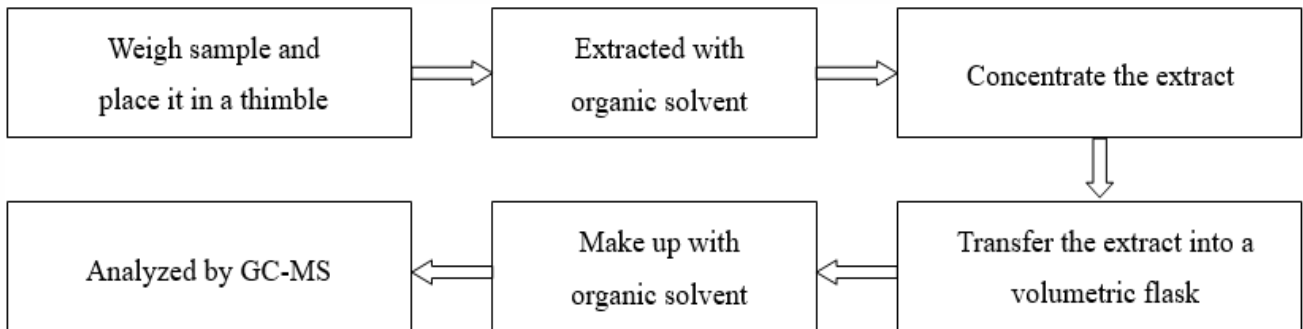 Weigh sample and
place it in a thimble
Extracted with
organic solvent
Concentrate the extract
Transfer the extract into a
volumetric flask
Make up with
organic solvent
Analyzed by GC-MS